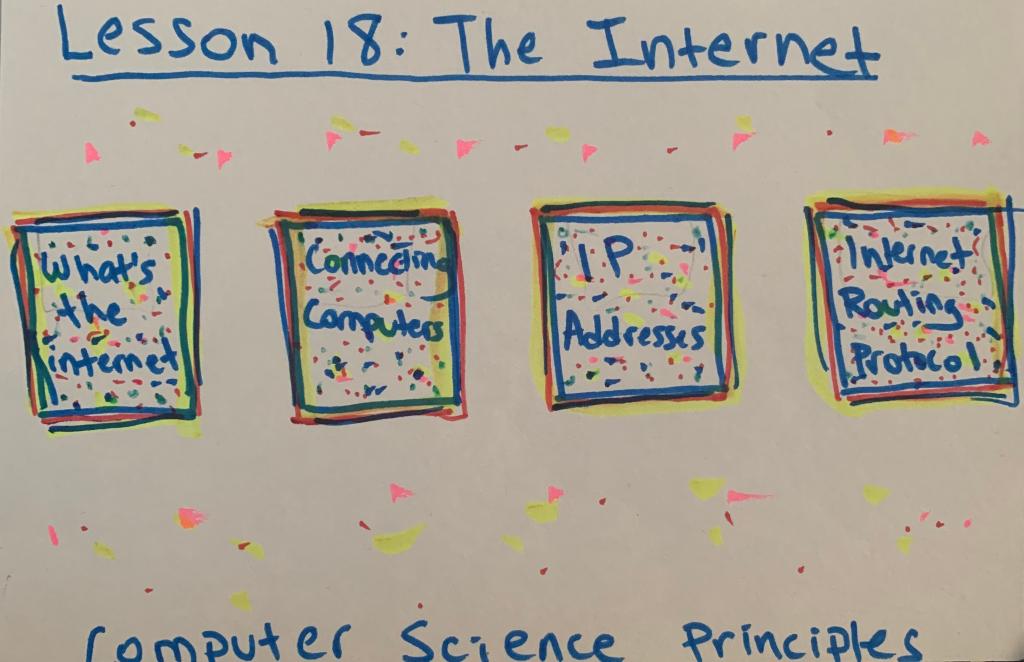 Lesson 18: The Internet
What's
the
internet
Connecting
Computers
IP
Addresses
Internet
Routing
Protocol
Computer Science Principles